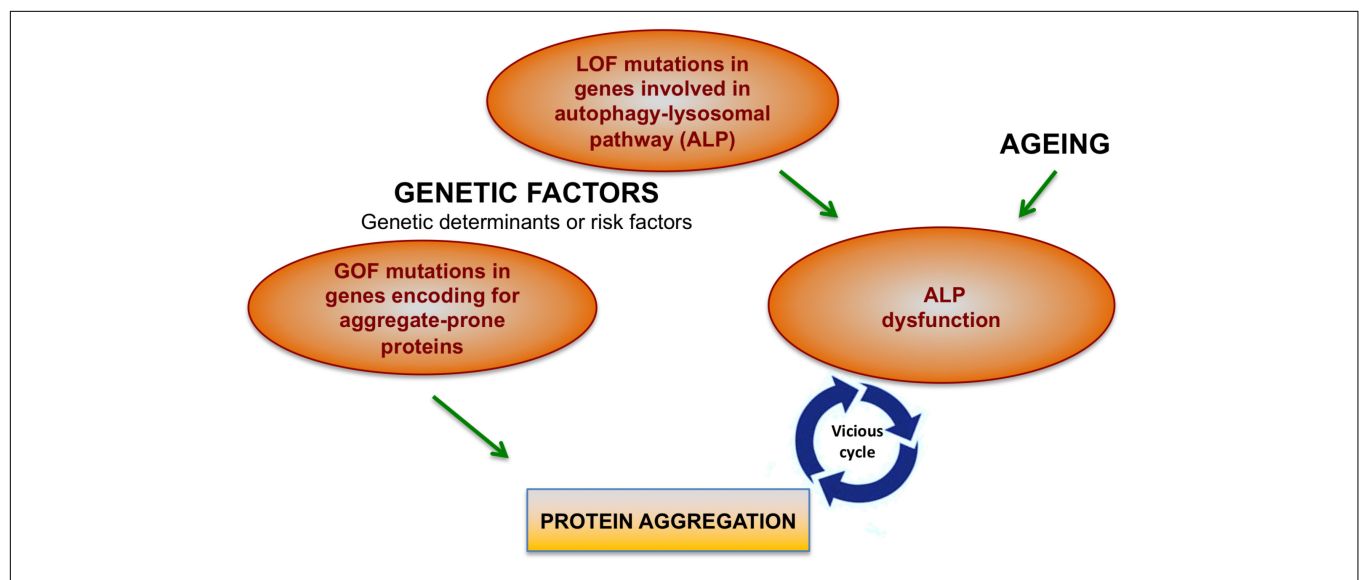 LOF mutations in
genes involved in
autophagy-lysosomal
pathway (ALP)
AGEING
GENETIC FACTORS
Genetic determinants or risk factors
GOF mutations in
genes encoding for
aggregate-prone
proteins
ALP
dysfunction
Vicious
cycle
PROTEIN AGGREGATION